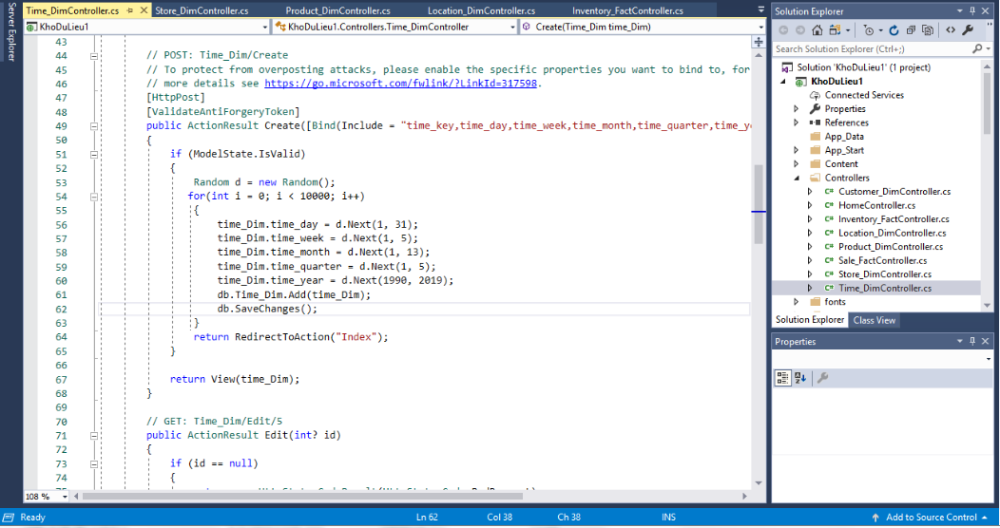 Server Explorer
Time_DimController.cs
Store_DimController.cs
Product_DimController.cs
Location_DimController.cs
Inventory_FactController.cs
KhoDuLieu1
KhoDuLieu1.Controllers.Time_DimController
Create(Time_Dim time_Dim)
43
44 // POST: Time_Dim/Create
45 // To protect from overposting attacks, please enable the specific properties you want to bind to, for
46 // more details see https://go.microsoft.com/fwlink/?LinkId=317598.
47 [HttpPost]
48 [ValidateAntiForgeryToken]
49 public ActionResult Create([Bind(Include = "time_key,time_day,time_week,time_month,time_quarter,time_y
50 {
51 if (ModelState.IsValid)
52 {
53 Random d = new Random();
54 for(int i = 0; i < 10000; i++)
55 {
56 time_Dim.time_day = d.Next(1, 31);
57 time_Dim.time_week = d.Next(1, 5);
58 time_Dim.time_month = d.Next(1, 13);
59 time_Dim.time_quarter = d.Next(1, 5);
60 time_Dim.time_year = d.Next(1990, 2019);
61 db.Time_Dim.Add(time_Dim);
62 db.SaveChanges();
63 }
64 return RedirectToAction("Index");
65 }
66
67 return View(time_Dim);
68 }
69
70 // GET: Time_Dim/Edit/5
71 public ActionResult Edit(int? id)
72 {
73 if (id == null)
74 {
108 %
Solution Explorer
Search Solution Explorer (Ctrl+;)
Solution 'KhoDuLieu1' (1 project)
KhoDuLieu1
Connected Services
Properties
References
App_Data
App_Start
Content
Controllers
C# Customer_DimController.cs
C# HomeController.cs
C# Inventory_FactController.cs
C# Location_DimController.cs
C# Product_DimController.cs
C# Sale_FactController.cs
C# Store_DimController.cs
C# Time_DimController.cs
fonts
Solution Explorer Class View
Properties
Ready
Ln 62
Col 38
Ch 38
INS
Add to Source Control